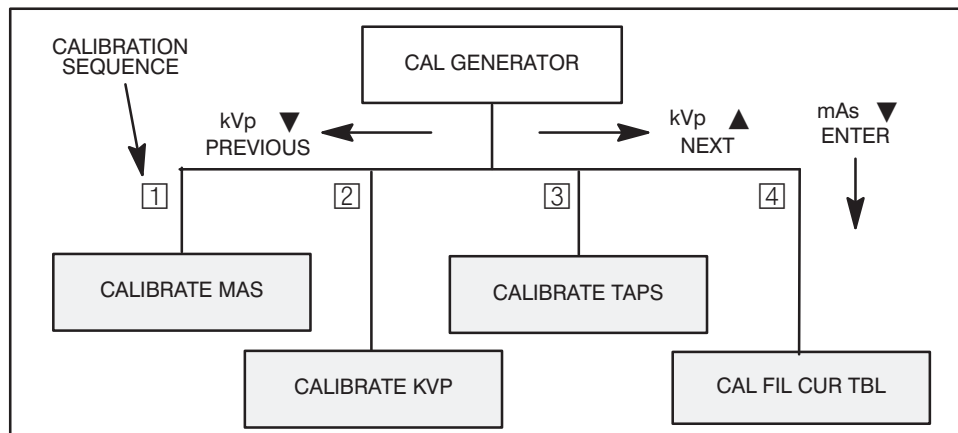 CALIBRATION
SEQUENCE
CAL GENERATOR
kVp ▼
PREVIOUS
kVp ▲
NEXT
mAs ▼
ENTER
1
2
3
4
CALIBRATE MAS
CALIBRATE TAPS
CALIBRATE KVP
CAL FIL CUR TBL